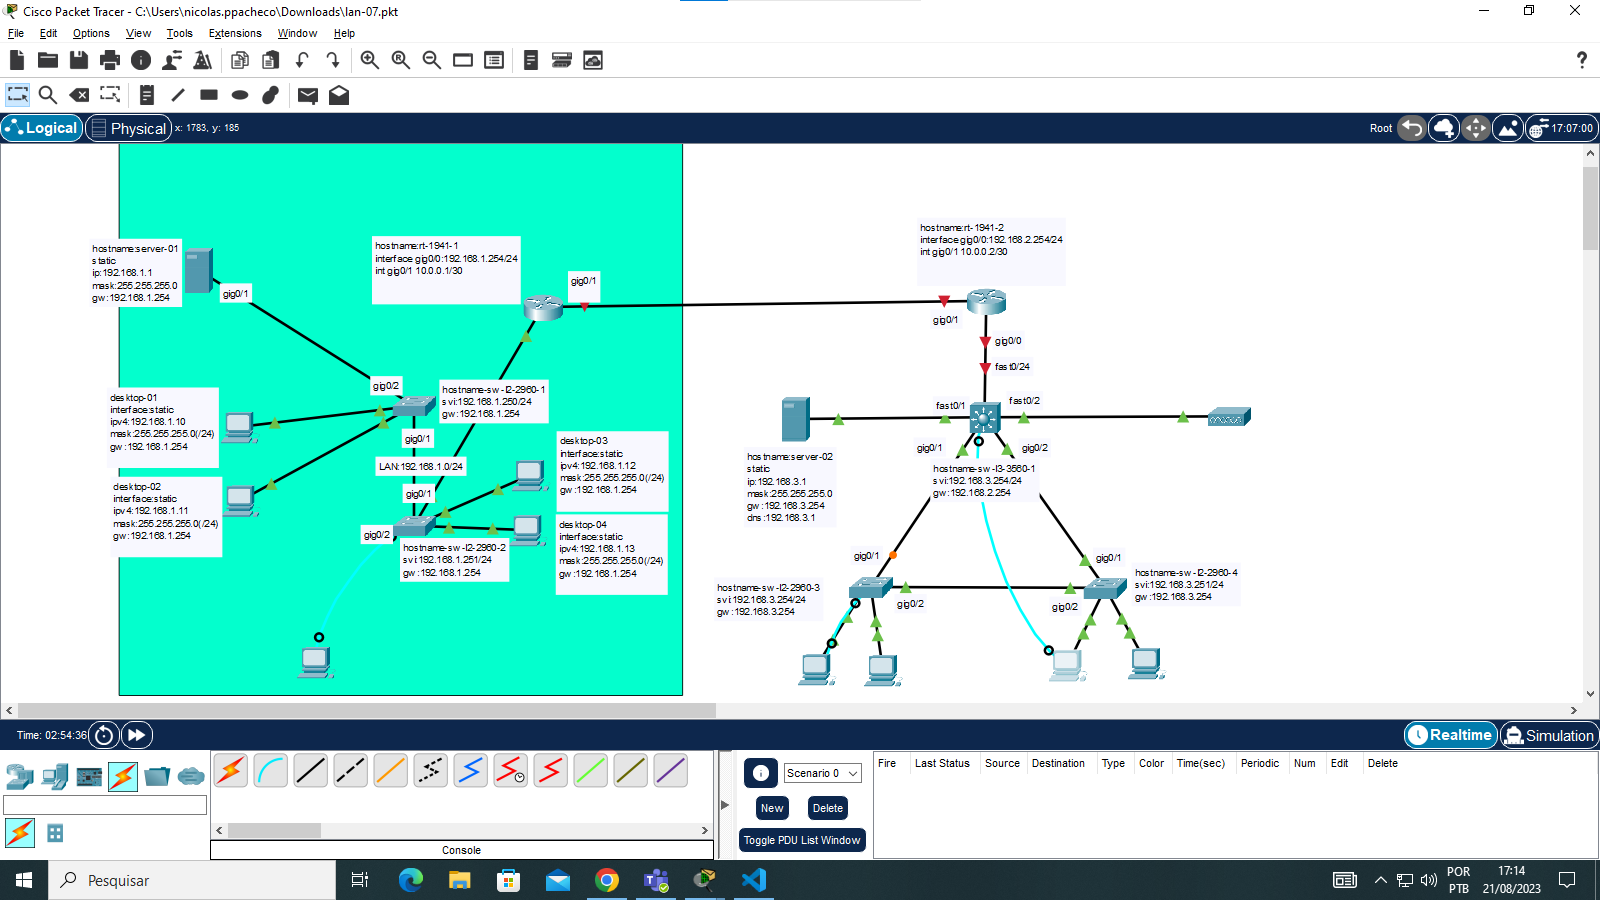 Cisco Packet Tracer - C:\Users\nicolas.ppacheco\Downloads\lan-07.pkt
File Edit Options View Tools Extensions Window Help
?
Logical Physical x: 1783, y: 185
Root 17:07:00
hostname:server-01
static
ip:192.168.1.1
mask:255.255.255.0
gw:192.168.1.254
gig0/1
hostname:rt-1941-1
interface gig0/0:192.168.1.254/24
int gig0/1 10.0.0.1/30
gig0/1
hostname:rt-1941-2
interface gig0/0:192.168.2.254/24
int gig0/1 10.0.0.2/30
gig0/1
gig0/0
fast0/24
gig0/2
hostname-sw-l2-2960-1
svi:192.168.1.250/24
gw:192.168.1.254
desktop-01
interface:static
ipv4:192.168.1.10
mask:255.255.255.0(/24)
gw:192.168.1.254
gig0/1
LAN:192.168.1.0/24
gig0/1
desktop-02
interface:static
ipv4:192.168.1.11
mask:255.255.255.0(/24)
gw:192.168.1.254
desktop-03
interface:static
ipv4:192.168.1.12
mask:255.255.255.0(/24)
gw:192.168.1.254
gig0/2
hostname-sw-l2-2960-2
svi:192.168.1.251/24
gw:192.168.1.254
desktop-04
interface:static
ipv4:192.168.1.13
mask:255.255.255.0(/24)
gw:192.168.1.254
fast0/1
fast0/2
gig0/1
gig0/2
hostname:server-02
static
ip:192.168.3.1
mask:255.255.255.0
gw:192.168.3.254
dns:192.168.3.1
hostname-sw-l3-3560-1
svi:192.168.3.254/24
gw:192.168.2.254
gig0/1
gig0/1
hostname-sw-l2-2960-3
svi:192.168.3.254/24
gw:192.168.3.254
gig0/2
gig0/2
hostname-sw-l2-2960-4
svi:192.168.3.251/24
gw:192.168.3.254
Time: 02:54:36
Realtime Simulation
Scenario 0
New Delete
Toggle PDU List Window
Fire Last Status Source Destination Type Color Time(sec) Periodic Num Edit Delete
Console
Pesquisar
POR
PTB
17:14
21/08/2023